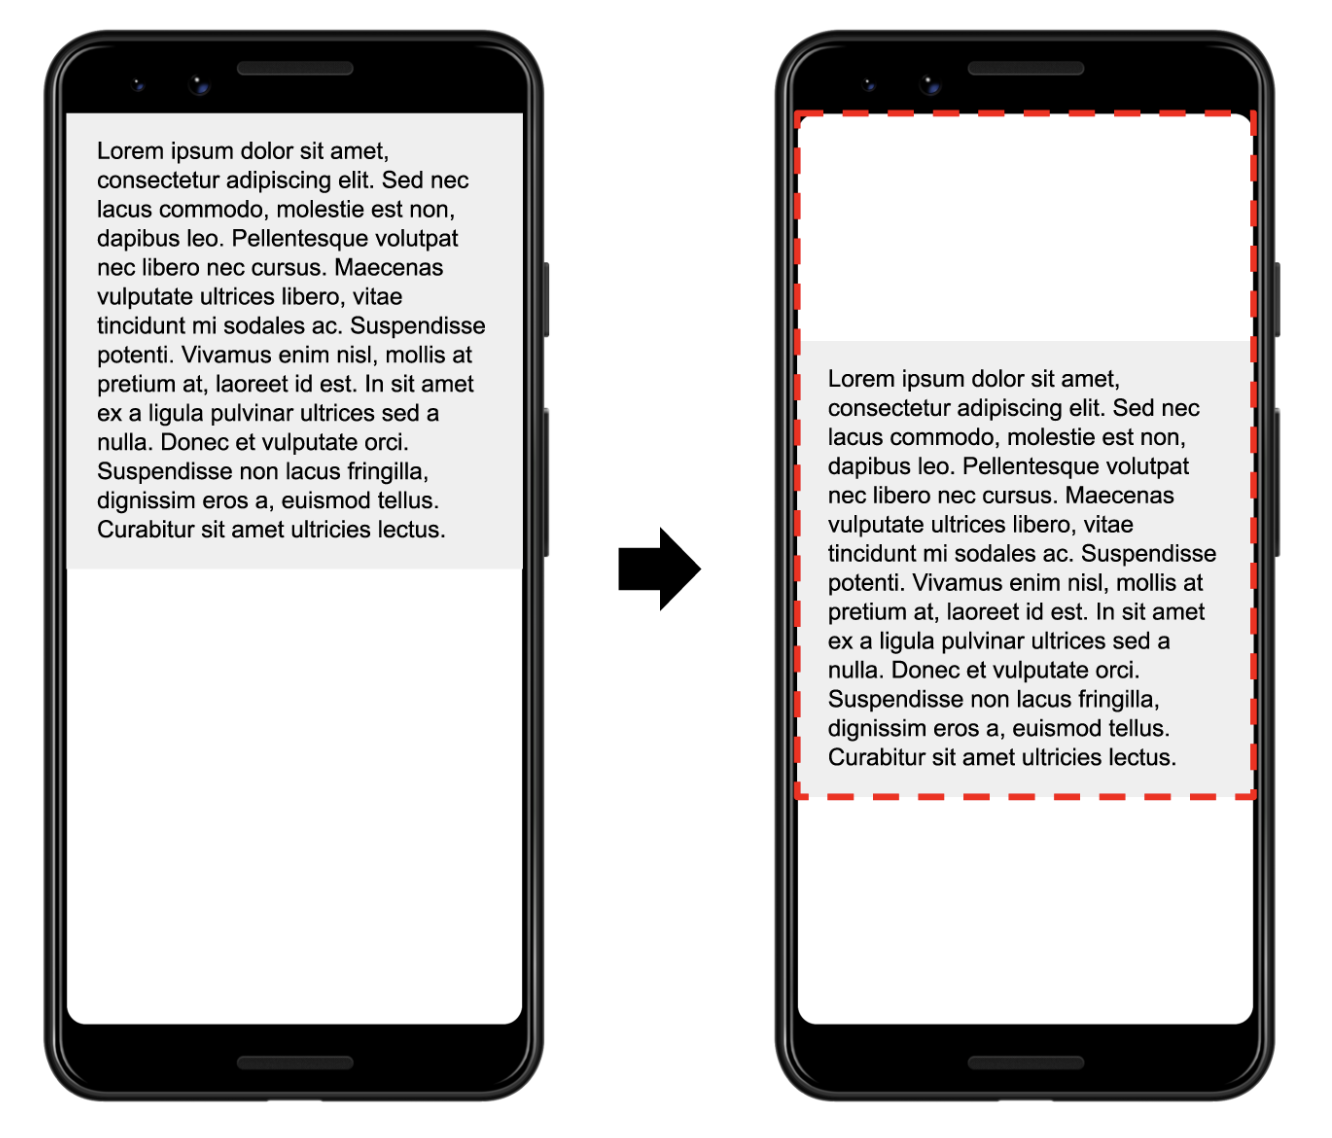 Lorem ipsum dolor sit amet,
consectetur adipiscing elit. Sed nec
lacus commodo, molestie est non,
dapibus leo. Pellentesque volutpat
nec libero nec cursus. Maecenas
vulputate ultrices libero, vitae
tincidunt mi sodales ac. Suspendisse
potenti. Vivamus enim nisl, mollis at
pretium at, laoreet id est. In sit amet
ex a ligula pulvinar ultrices sed a
nulla. Donec et vulputate orci.
Suspendisse non lacus fringilla,
dignissim eros a, euismod tellus.
Curabitur sit amet ultricies lectus.
Lorem ipsum dolor sit amet,
consectetur adipiscing elit. Sed nec
lacus commodo, molestie est non,
dapibus leo. Pellentesque volutpat
nec libero nec cursus. Maecenas
vulputate ultrices libero, vitae
tincidunt mi sodales ac. Suspendisse
potenti. Vivamus enim nisl, mollis at
pretium at, laoreet id est. In sit amet
ex a ligula pulvinar ultrices sed a
nulla. Donec et vulputate orci.
Suspendisse non lacus fringilla,
dignissim eros a, euismod tellus.
Curabitur sit amet ultricies lectus.